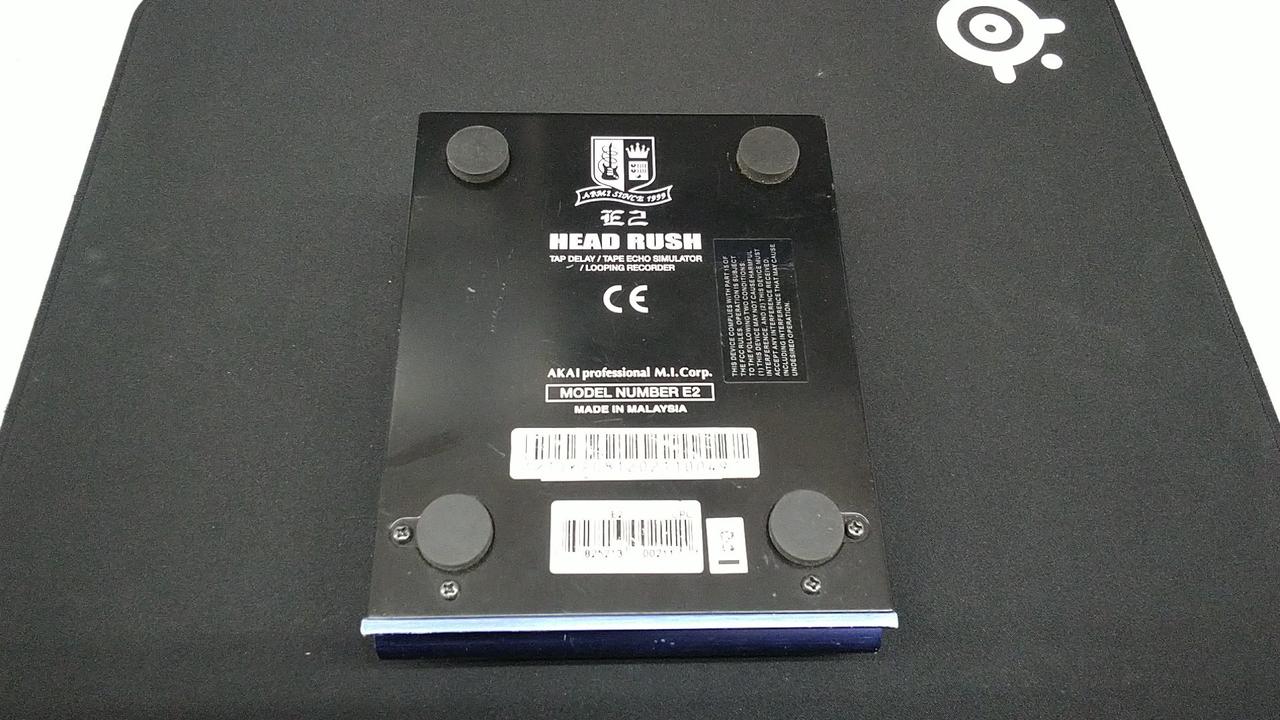 ABMI SINCE 1999
E2
HEAD RUSH
TAP DELAY / TAPE ECHO SIMULATOR
/ LOOPING RECORDER
CE
THIS DEVICE COMPLIES WITH PART 15 OF
THE FCC RULES. OPERATION IS SUBJECT
TO THE FOLLOWING TWO CONDITIONS:
(1) THIS DEVICE MAY NOT CAUSE HARMFUL
INTERFERENCE, AND (2) THIS DEVICE MUST
ACCEPT ANY INTERFERENCE RECEIVED,
INCLUDING INTERFERENCE THAT MAY CAUSE
UNDESIRED OPERATION.
AKAI professional M.I.Corp.
MODEL NUMBER E2
MADE IN MALAYSIA
E2